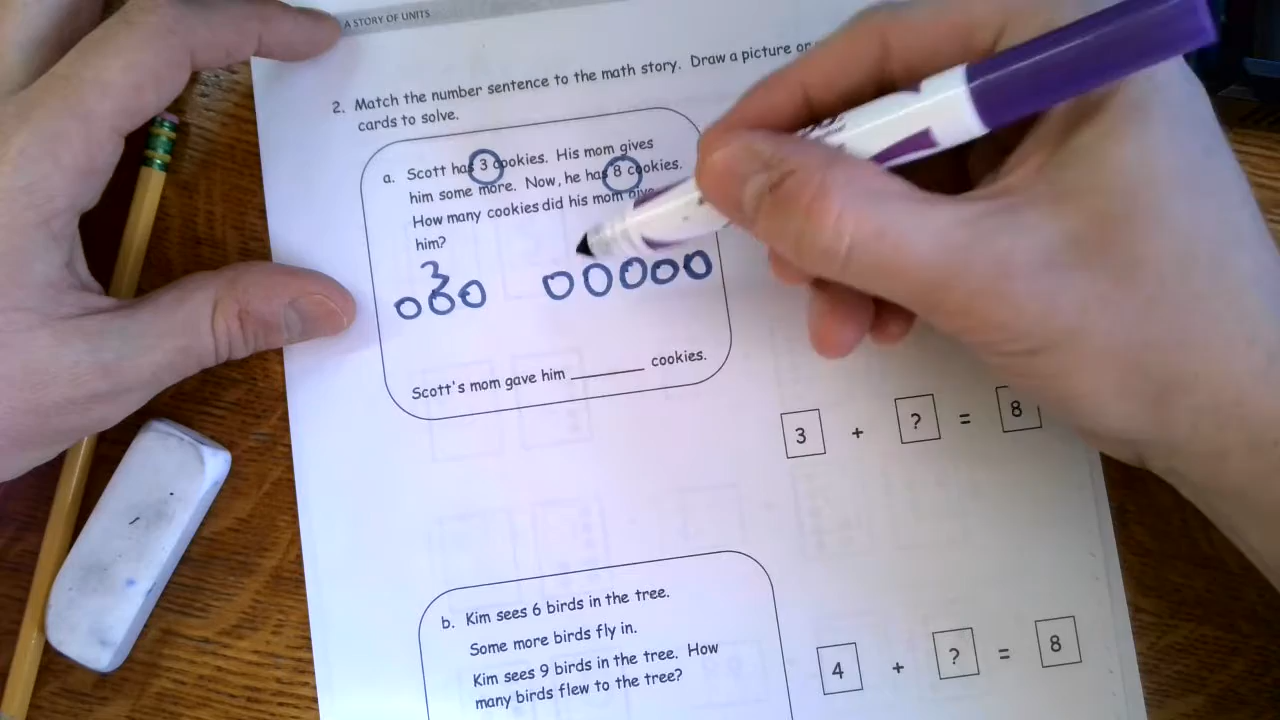 A STORY OF UNITS
2. Match the number sentence to the math story. Draw a picture or
cards to solve.
a. Scott has 3 cookies. His mom gives
him some more. Now, he has 8 cookies.
How many cookies did his mom give
him?
3
Scott's mom gave him ______ cookies.
3 + ? = 8
b. Kim sees 6 birds in the tree.
Some more birds fly in.
Kim sees 9 birds in the tree. How
many birds flew to the tree?
4 + ? = 8